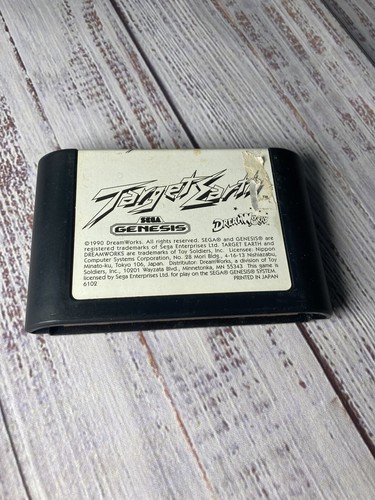 Target Earth
SEGA
GENESIS
DREAMWORKS
©1990 DreamWorks. All rights reserved. SEGA® and GENESIS® are
registered trademarks of Sega Enterprises Ltd. TARGET EARTH and
DREAMWORKS are trademarks of Toy Soldiers, Inc. Licensee: Nippon
Computer Systems Corporation, No. 28 Mori Bldg., 4-16-13 Nishiazabu,
Minato-ku, Tokyo 106, Japan. Distributor: DreamWorks, a division of Toy
Soldiers, Inc., 10201 Wayzata Blvd., Minnetonka, MN 55343 This game is
licensed by Sega Enterprises Ltd. for play on the SEGA® GENESIS® SYSTEM.
PRINTED IN JAPAN
6102